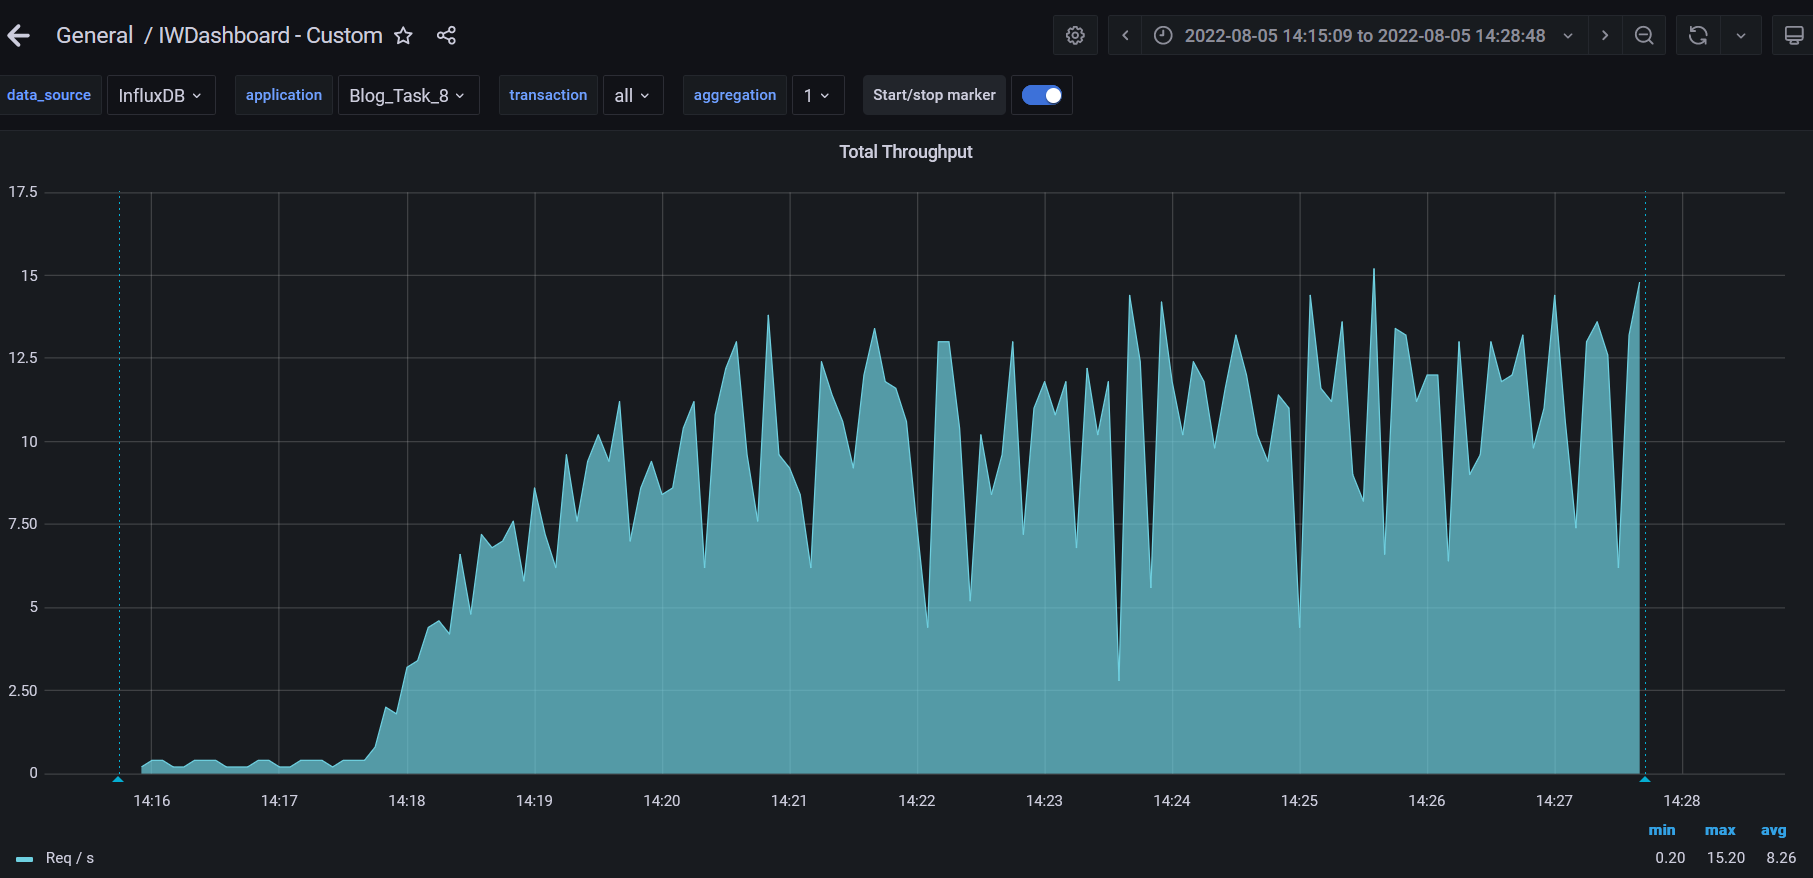 General / IWDashboard - Custom 2022-08-05 14:15:09 to 2022-08-05 14:28:48
data_source InfluxDB application Blog_Task_8 transaction all aggregation 1 Start/stop marker
Total Throughput
17.5
15
12.5
10
7.50
5
2.50
0
14:16 14:17 14:18 14:19 14:20 14:21 14:22 14:23 14:24 14:25 14:26 14:27 14:28
min max avg
Req / s 0.20 15.20 8.26